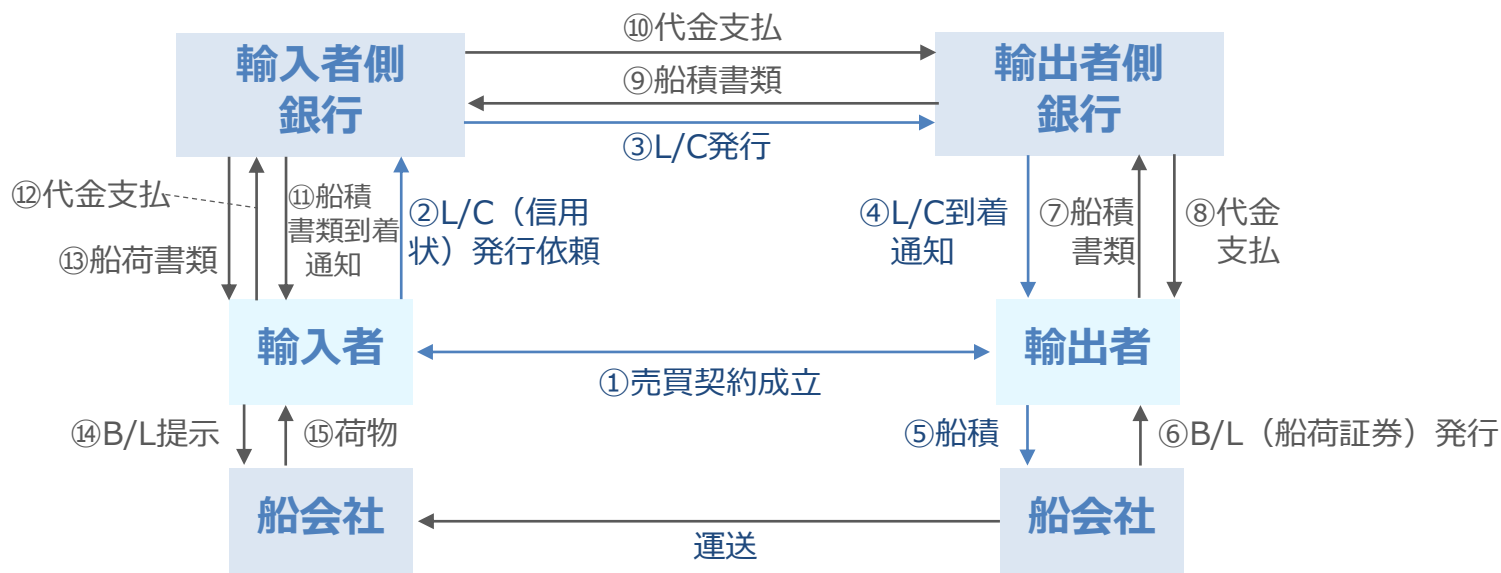 ⑩代金支払
輸入者側
銀行
⑨船積書類
輸出者側
銀行
③L/C発行
⑫代金支払
⑪船積
書類到着
通知
②L/C（信用
状）発行依頼
④L/C到着
通知
⑦船積
書類
⑧代金
支払
⑬船荷書類
輸入者
輸出者
①売買契約成立
⑭B/L提示
⑮荷物
⑤船積
⑥B/L（船荷証券）発行
船会社
船会社
運送